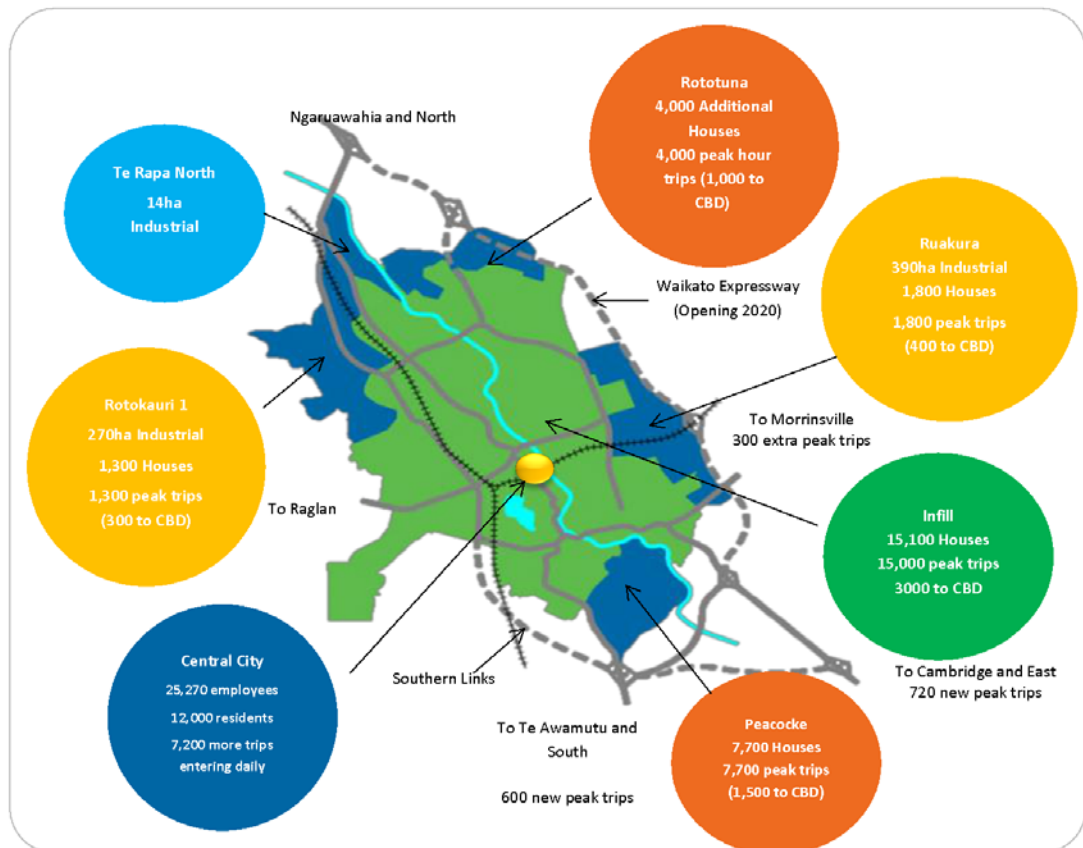 Ngaruawahia and North
Rototuna
4,000 Additional
Houses
4,000 peak hour
trips (1,000 to
CBD)
Te Rapa North
14ha
Industrial
Ruakura
390ha Industrial
1,800 Houses
1,800 peak trips
(400 to CBD)
Waikato Expressway
(Opening 2020)
Rotokauri 1
270ha Industrial
1,300 Houses
1,300 peak trips
(300 to CBD)
To Morrinsville
300 extra peak trips
To Raglan
Infill
15,100 Houses
15,000 peak trips
3000 to CBD
Central City
25,270 employees
12,000 residents
7,200 more trips
entering daily
Southern Links
To Cambridge and East
720 new peak trips
To Te Awamutu and
South
600 new peak trips
Peacocke
7,700 Houses
7,700 peak trips
(1,500 to CBD)